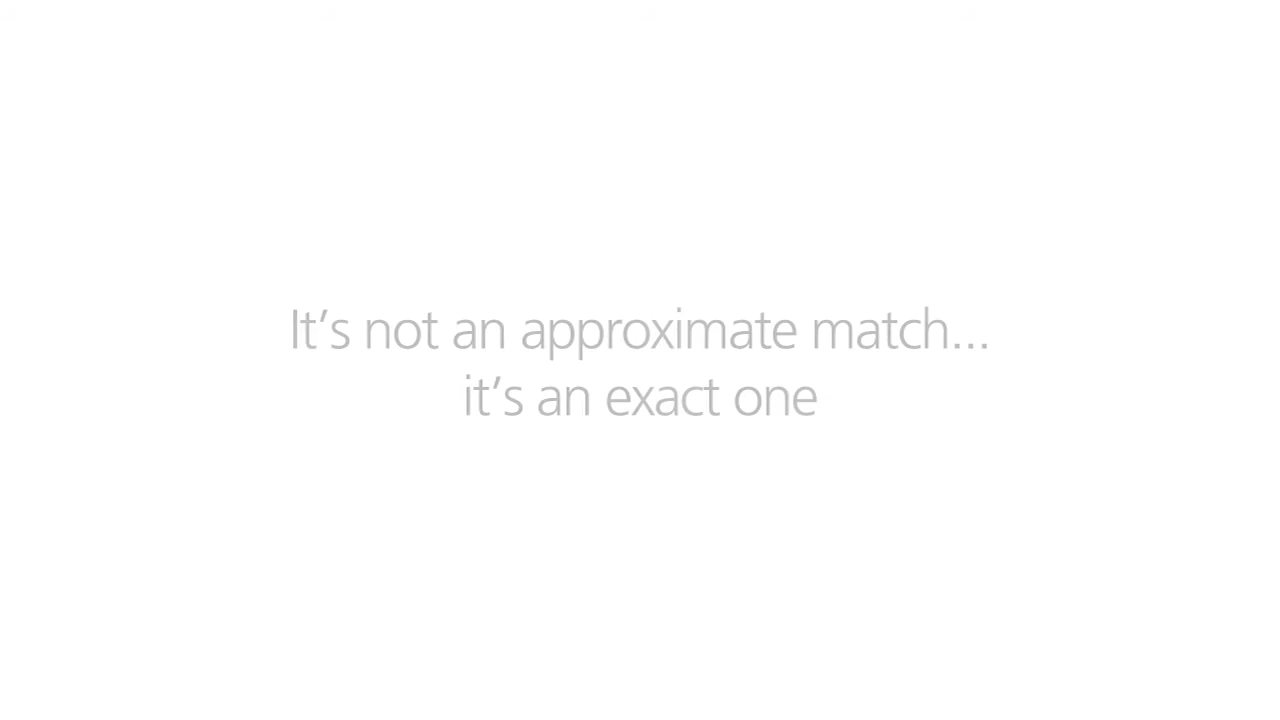 It’s not an approximate match...
it’s an exact one